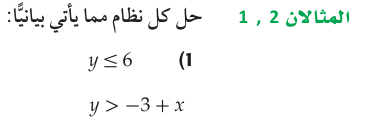 المثالان 2 , 1 حل كل نظام مما يأتي بيانيًّا:
1) y ≤ 6
y > −3 + x